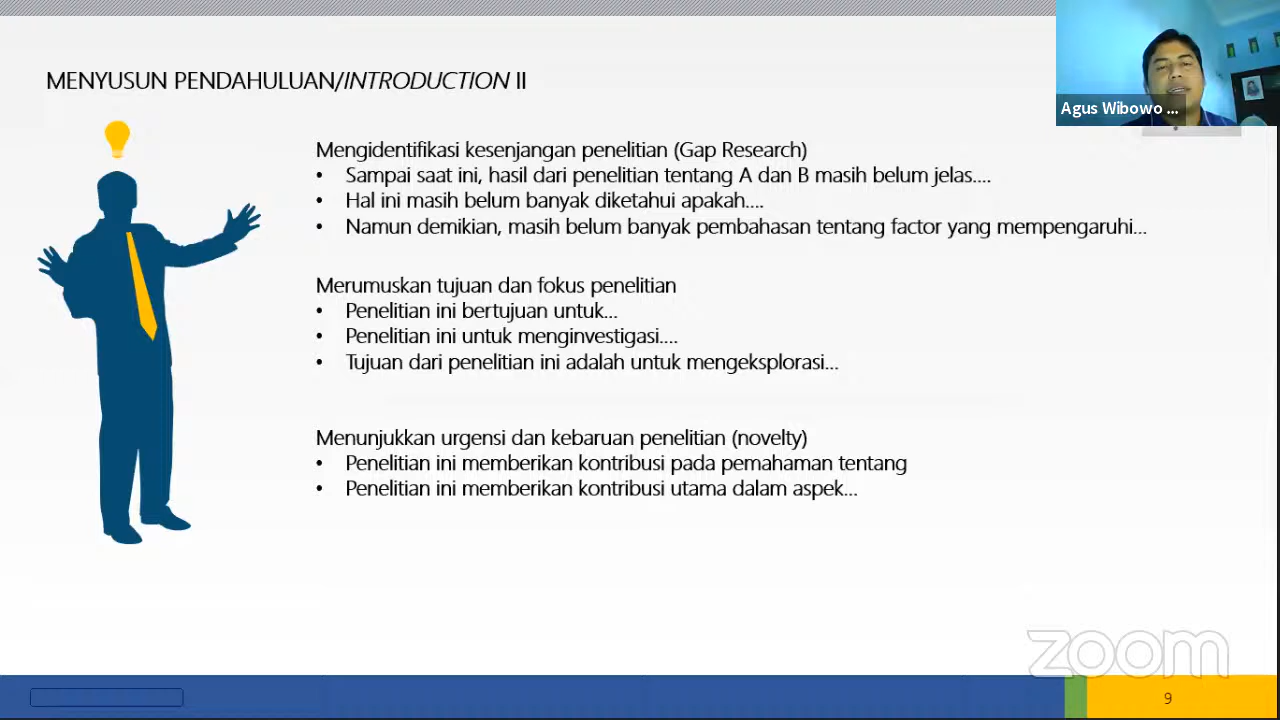 MENYUSUN PENDAHULUAN/INTRODUCTION II
Agus Wibowo ...
Mengidentifikasi kesenjangan penelitian (Gap Research)
• Sampai saat ini, hasil dari penelitian tentang A dan B masih belum jelas....
• Hal ini masih belum banyak diketahui apakah....
• Namun demikian, masih belum banyak pembahasan tentang factor yang mempengaruhi...
Merumuskan tujuan dan fokus penelitian
• Penelitian ini bertujuan untuk...
• Penelitian ini untuk menginvestigasi....
• Tujuan dari penelitian ini adalah untuk mengeksplorasi...
Menunjukkan urgensi dan kebaruan penelitian (novelty)
• Penelitian ini memberikan kontribusi pada pemahaman tentang
• Penelitian ini memberikan kontribusi utama dalam aspek...
zoom
9